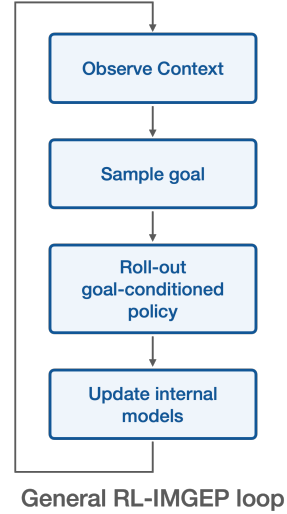 Observe Context
Sample goal
Roll-out
goal-conditioned
policy
Update internal
models
General RL-IMGEP loop